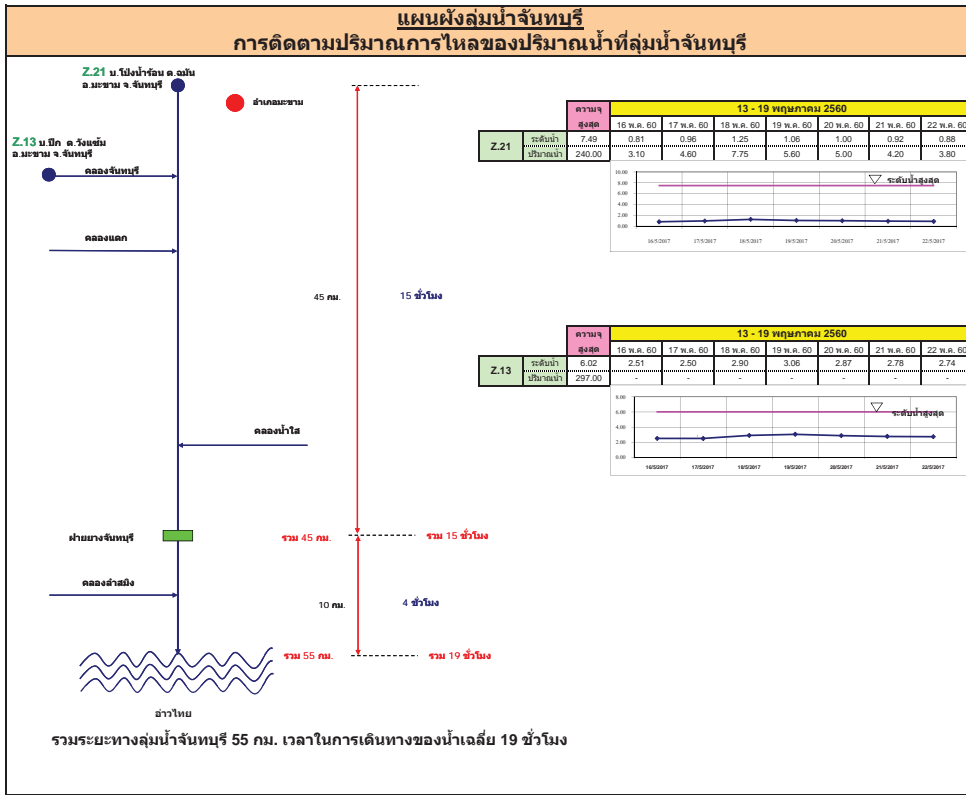 แผนผังลุ่มน้ำจันทบุรี
การติดตามปริมาณการไหลของปริมาณน้ำที่ลุ่มน้ำจันทบุรี
Z.21 บ.โป่งน้ำร้อน ต.ฉมัน
อ.มะขาม จ.จันทบุรี
อำเภอมะขาม
Z.13 บ.ปึก ต.วังแซ้ม
อ.มะขาม จ.จันทบุรี
คลองจันทบุรี
คลองแตก
45 กม. 15 ชั่วโมง
คลองน้ำใส
ฝายยางจันทบุรี รวม 45 กม. รวม 15 ชั่วโมง
คลองลำสมิง
10 กม. 4 ชั่วโมง
รวม 55 กม. รวม 19 ชั่วโมง
อ่าวไทย
รวมระยะทางลุ่มน้ำจันทบุรี 55 กม. เวลาในการเดินทางของน้ำเฉลี่ย 19 ชั่วโมง
ความจุ 13 - 19 พฤษภาคม 2560
สูงสุด 16 พ.ค. 60 17 พ.ค. 60 18 พ.ค. 60 19 พ.ค. 60 20 พ.ค. 60 21 พ.ค. 60 22 พ.ค. 60
Z.21 ระดับน้ำ 7.49 0.81 0.96 1.25 1.06 1.00 0.92 0.88
ปริมาณน้ำ 240.00 3.10 4.60 7.75 5.60 5.00 4.20 3.80
10.00
8.00
6.00
4.00
2.00
0.00
ระดับน้ำสูงสุด
16/5/2017 17/5/2017 18/5/2017 19/5/2017 20/5/2017 21/5/2017 22/5/2017
ความจุ 13 - 19 พฤษภาคม 2560
สูงสุด 16 พ.ค. 60 17 พ.ค. 60 18 พ.ค. 60 19 พ.ค. 60 20 พ.ค. 60 21 พ.ค. 60 22 พ.ค. 60
Z.13 ระดับน้ำ 6.02 2.51 2.50 2.90 3.06 2.87 2.78 2.74
ปริมาณน้ำ 297.00 - - - - - - -
8.00
6.00
4.00
2.00
0.00
ระดับน้ำสูงสุด
16/5/2017 17/5/2017 18/5/2017 19/5/2017 20/5/2017 21/5/2017 22/5/2017